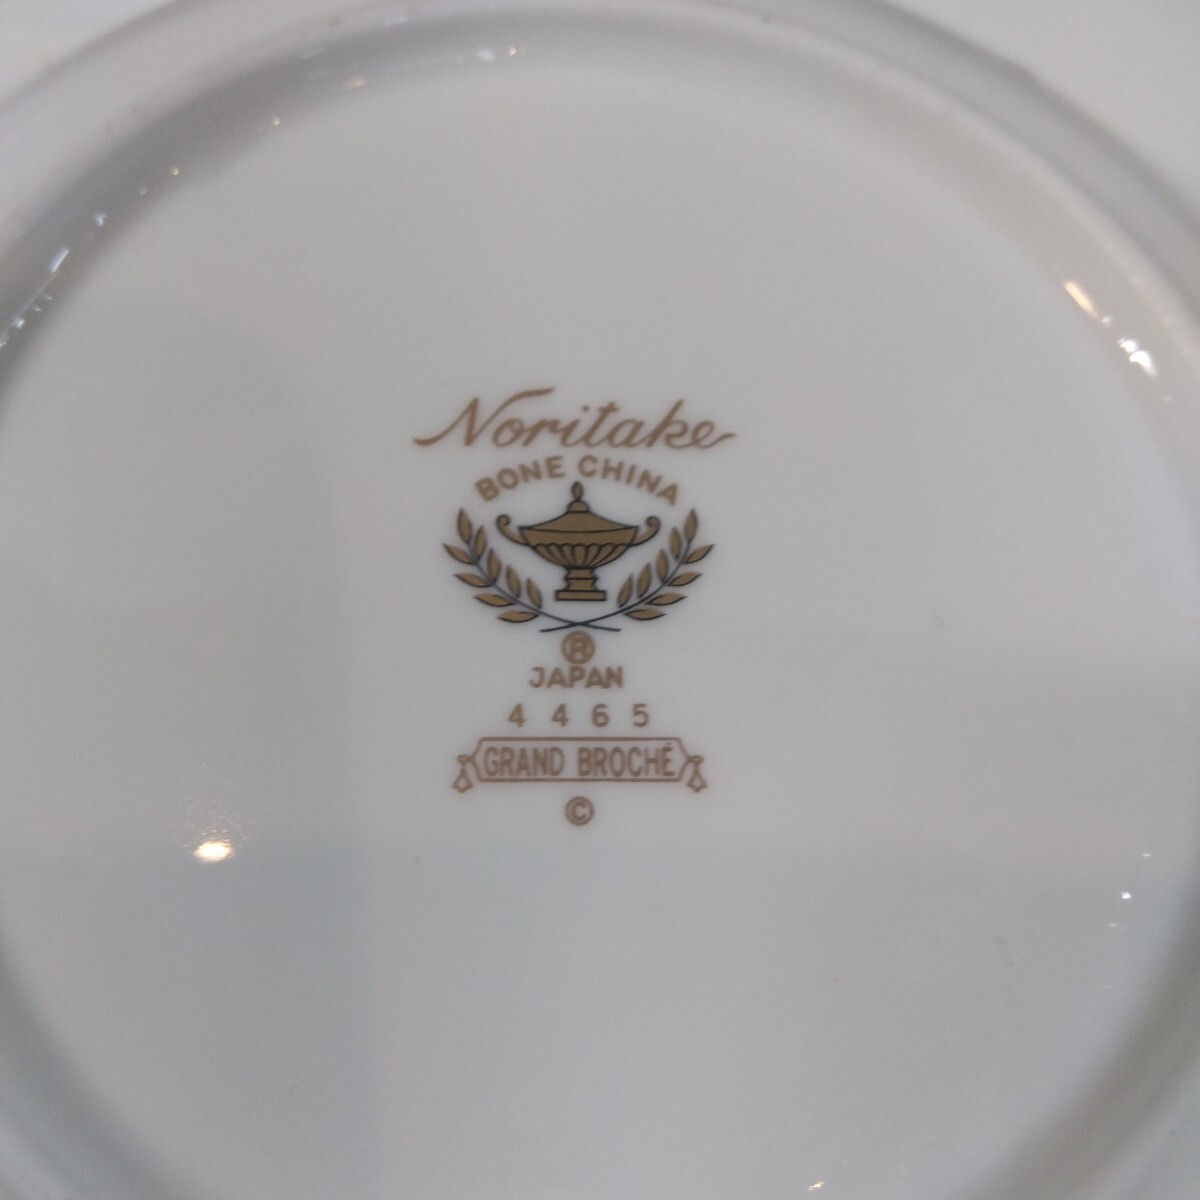 Noritake
BONE CHINA
®
JAPAN
4465
GRAND BROCHÉ
©